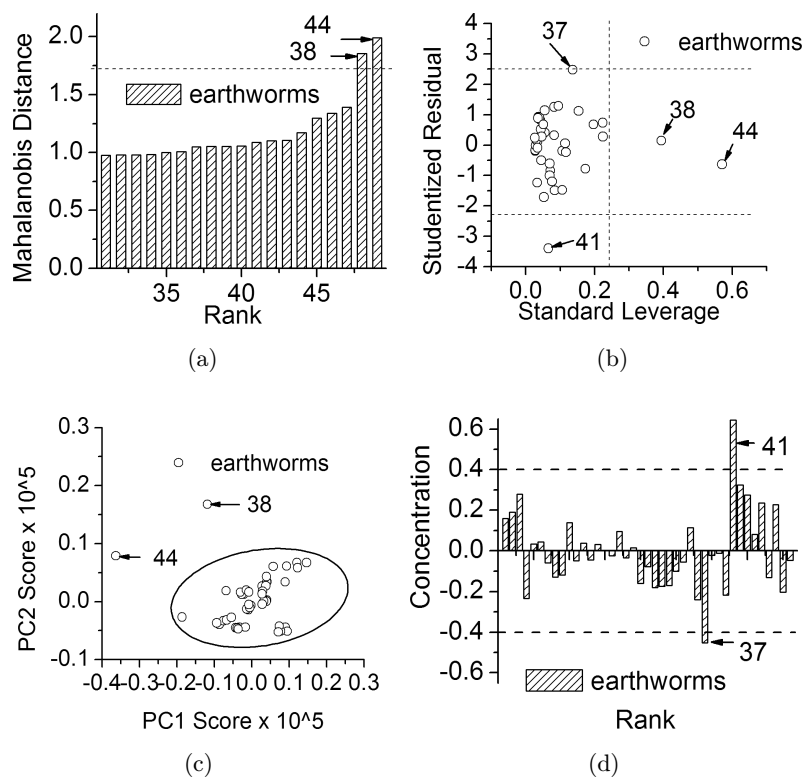 (a)
Mahalanobis Distance
2.0
1.5
1.0
0.5
0.0
44
38
earthworms
35 40 45
Rank
(b)
Studentized Residual
4
3
2
1
0
-1
-2
-3
-4
37
earthworms
38
44
41
0.0 0.2 0.4 0.6
Standard Leverage
(a)
(b)
(c)
PC2 Score x 10^5
0.3
0.2
0.1
0.0
-0.1
earthworms
38
44
-0.4 -0.3 -0.2 -0.1 0.0 0.1 0.2 0.3
PC1 Score x 10^5
(d)
Concentration
0.6
0.4
0.2
0.0
-0.2
-0.4
-0.6
41
37
earthworms
Rank
(c)
(d)